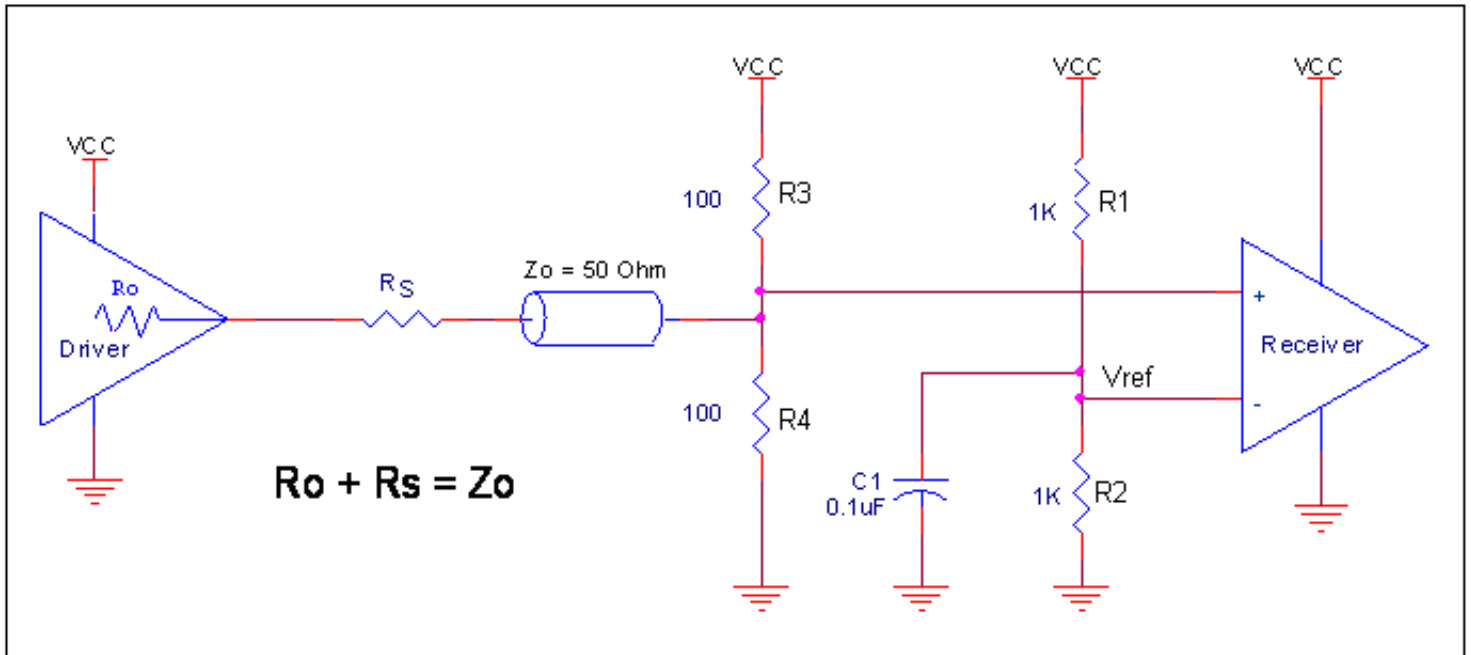 VCC
VCC
VCC
VCC
100
R3
1K
R1
Zo = 50 Ohm
Ro
RS
+
Driver
Receiver
Vref
-
100
R4
Ro + Rs = Zo
C1
0.1uF
1K
R2